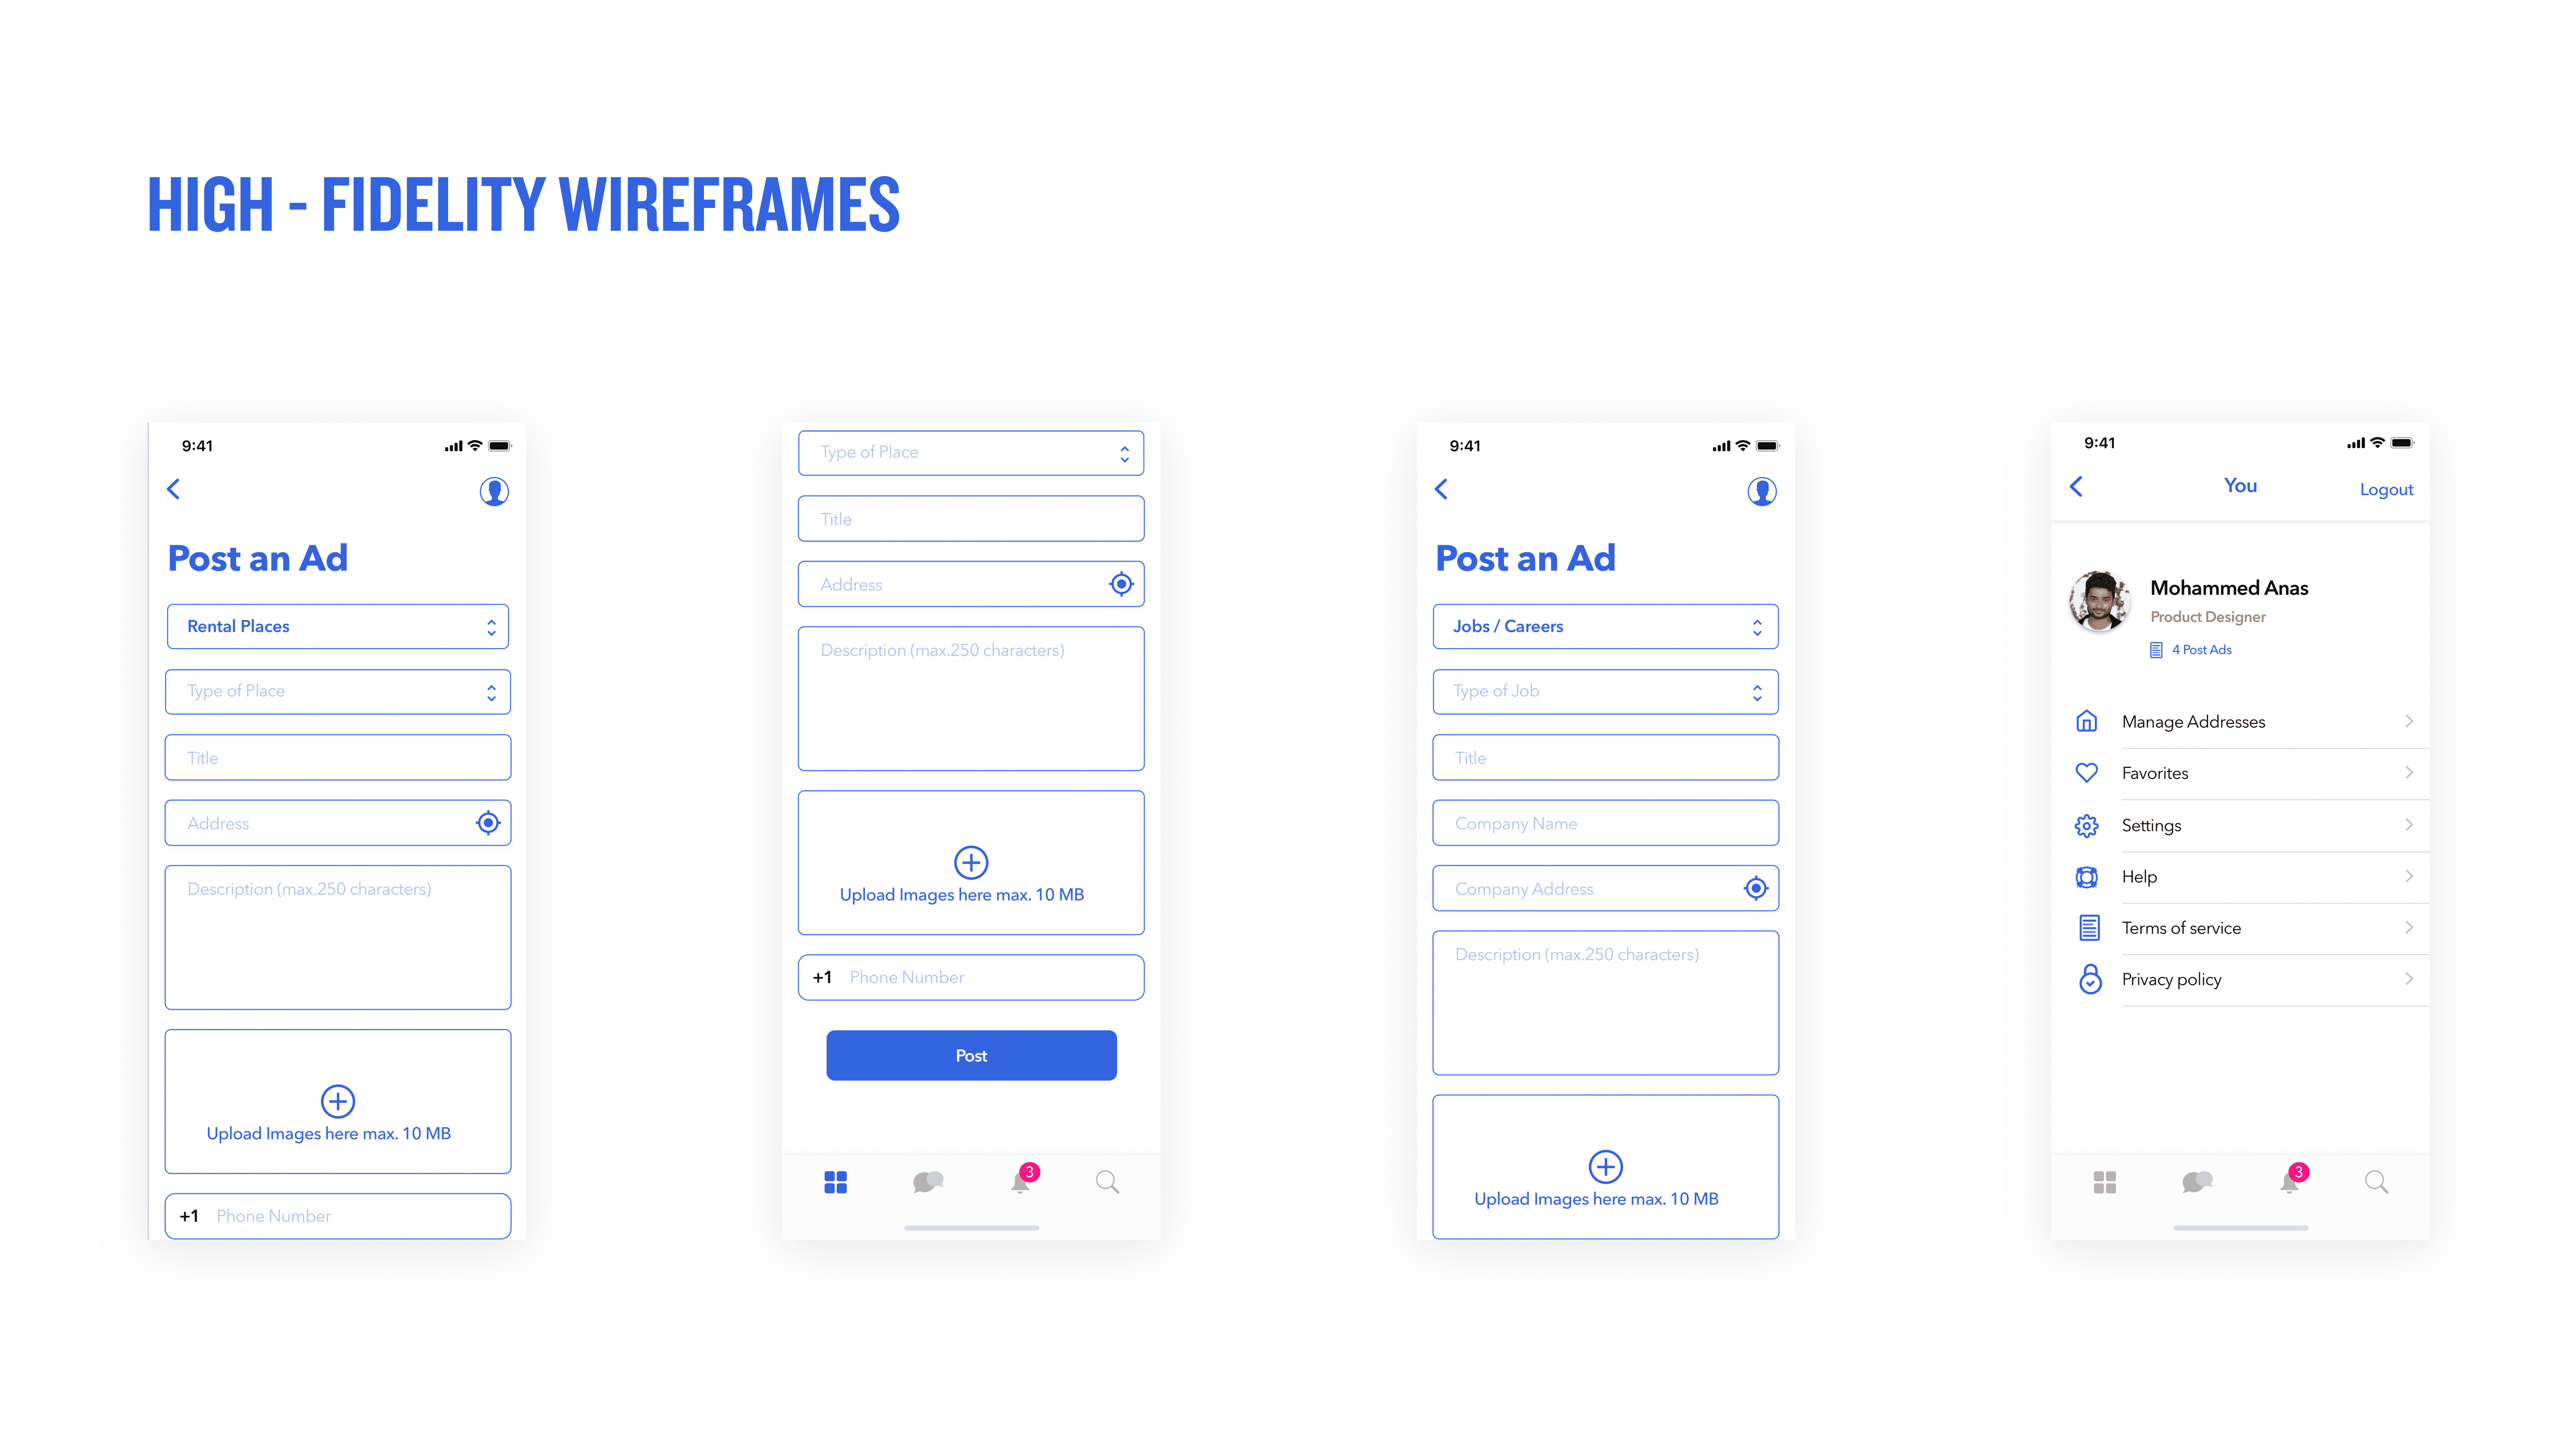 HIGH - FIDELITY WIREFRAMES
9:41
Post an Ad
Rental Places
Type of Place
Title
Address
Description (max.250 characters)
Upload Images here max. 10 MB
+1 Phone Number
Type of Place
Title
Address
Description (max.250 characters)
Upload Images here max. 10 MB
+1 Phone Number
Post
3
9:41
Post an Ad
Jobs / Careers
Type of Job
Title
Company Name
Company Address
Description (max.250 characters)
Upload Images here max. 10 MB
9:41
You
Logout
Mohammed Anas
Product Designer
4 Post Ads
Manage Addresses
Favorites
Settings
Help
Terms of service
Privacy policy
3